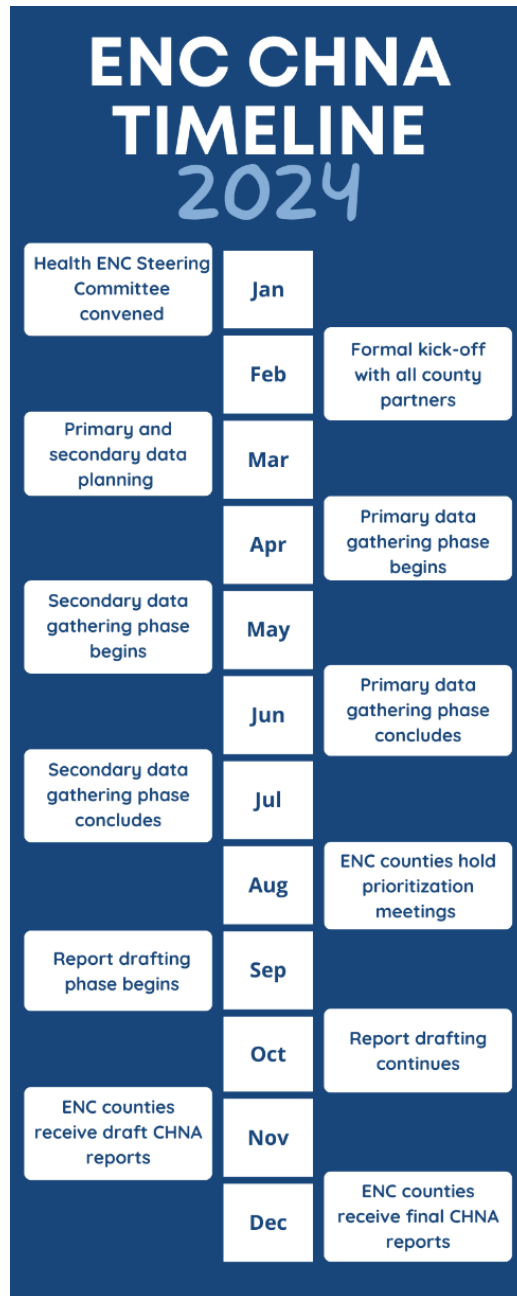 ENC CHNA
TIMELINE
2024
Health ENC Steering
Committee
convened
Jan
Feb
Formal kick-off
with all county
partners
Primary and
secondary data
planning
Mar
Apr
Primary data
gathering phase
begins
Secondary data
gathering phase
begins
May
Jun
Primary data
gathering phase
concludes
Secondary data
gathering phase
concludes
Jul
Aug
ENC counties hold
prioritization
meetings
Report drafting
phase begins
Sep
Oct
Report drafting
continues
ENC counties
receive draft CHNA
reports
Nov
Dec
ENC counties
receive final CHNA
reports